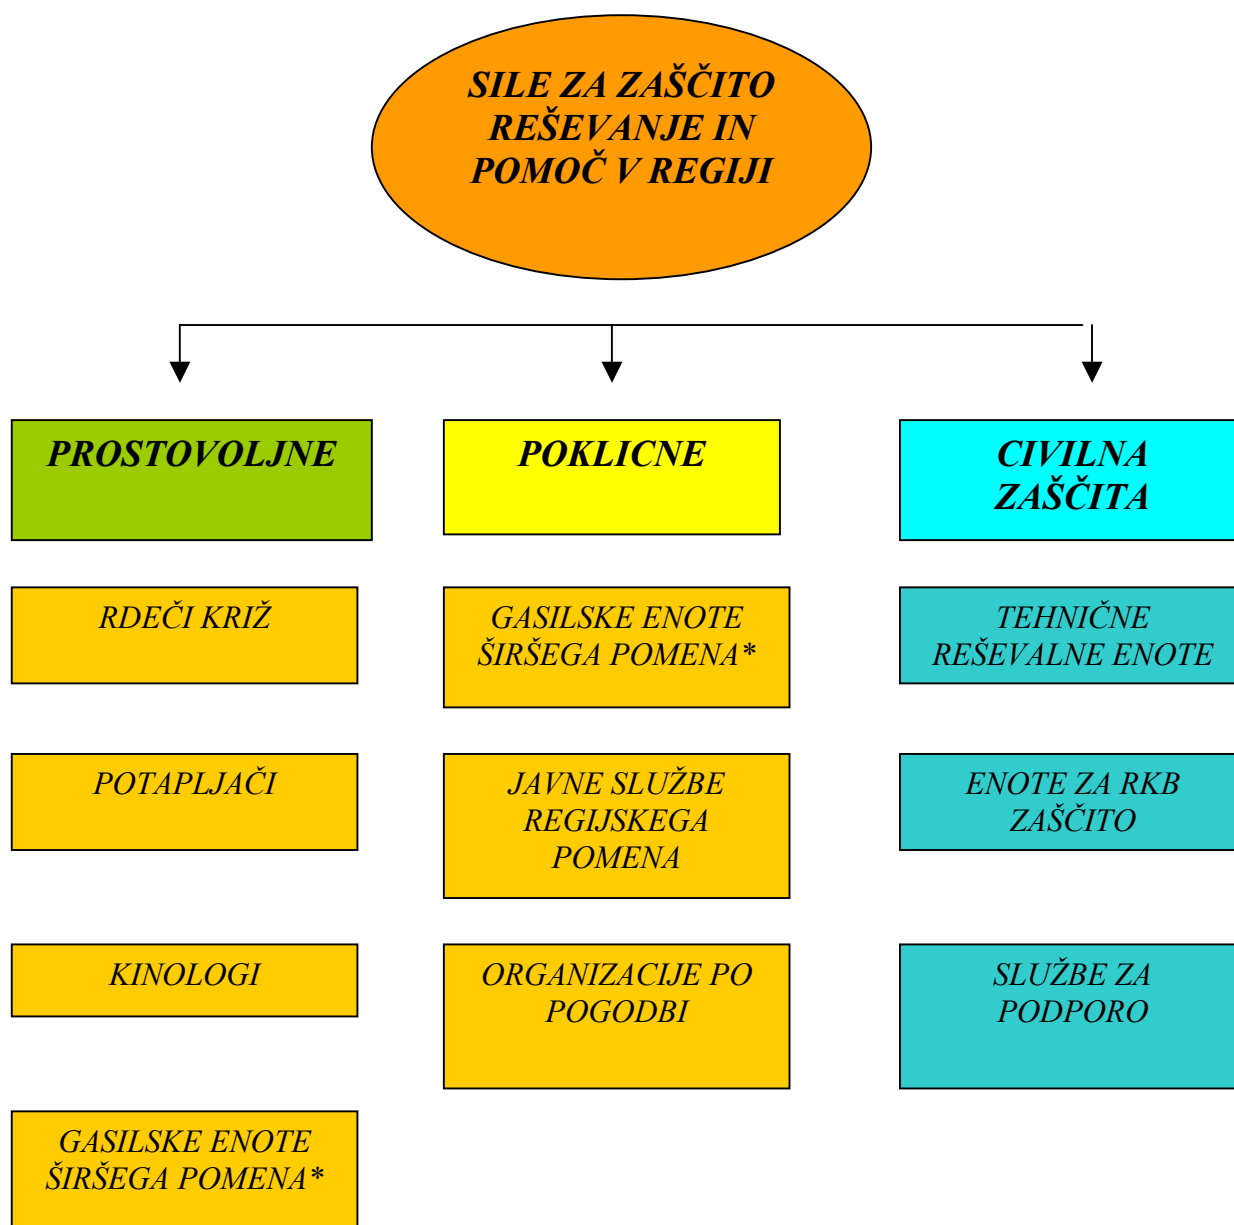 SILE ZA ZAŠČITO
REŠEVANJE IN
POMOČ V REGIJI
PROSTOVOLJNE
POKLICNE
CIVILNA
ZAŠČITA
RDEČI KRIŽ
GASILSKE ENOTE
ŠIRŠEGA POMENA*
TEHNIČNE
REŠEVALNE ENOTE
POTAPLJAČI
JAVNE SLUŽBE
REGIJSKEGA
POMENA
ENOTE ZA RKB
ZAŠČITO
KINOLOGI
ORGANIZACIJE PO
POGODBI
SLUŽBE ZA
PODPORO
GASILSKE ENOTE
ŠIRŠEGA POMENA*